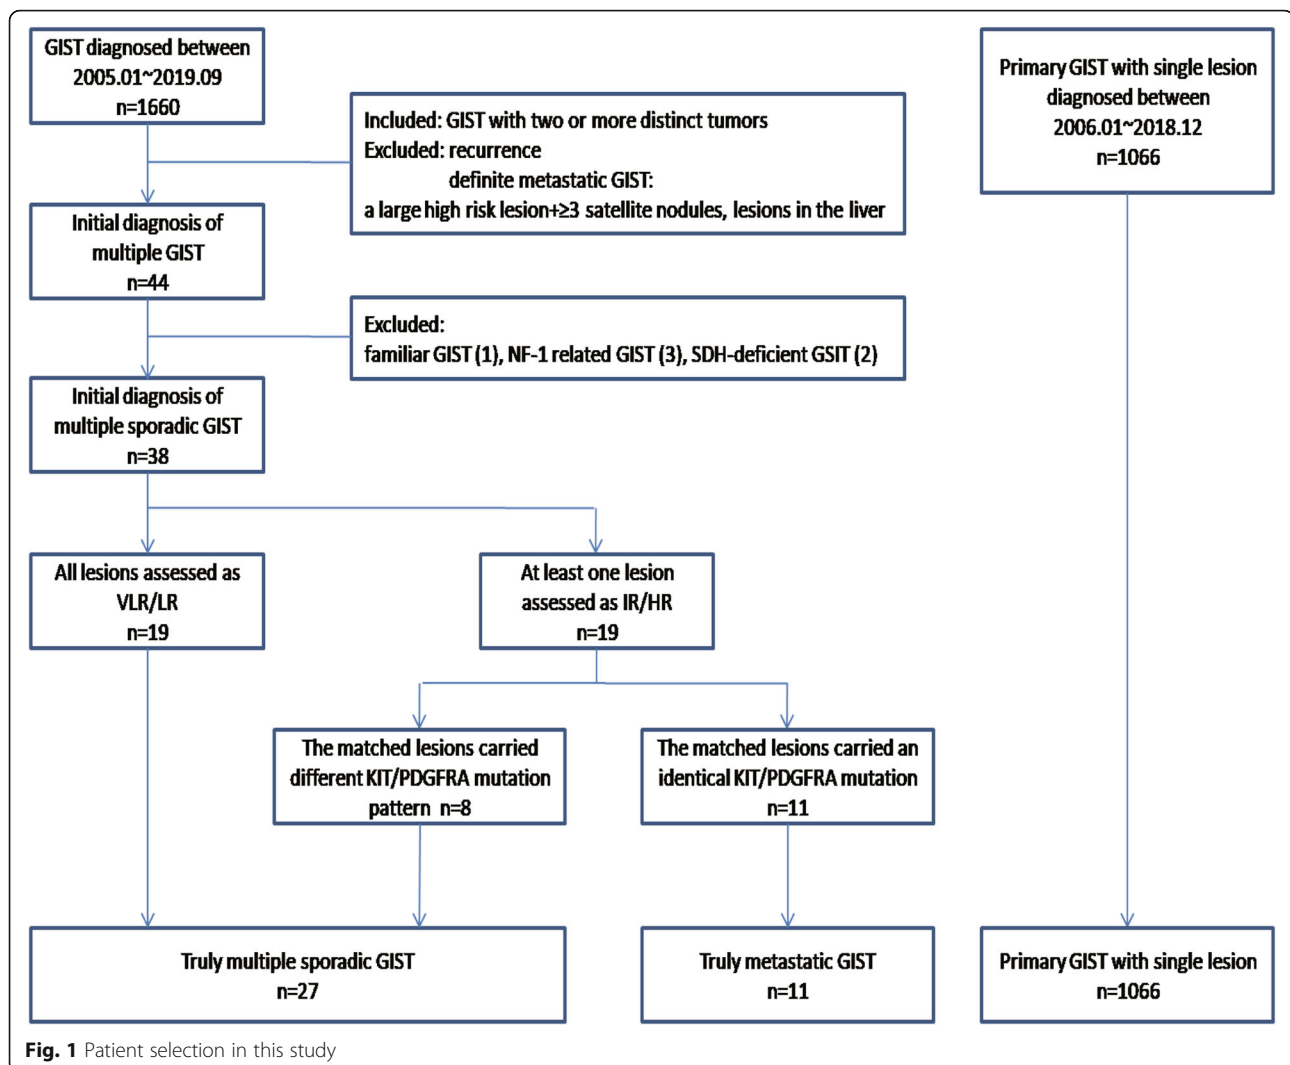 GIST diagnosed between
2005.01~2019.09
n=1660
Primary GIST with single lesion
diagnosed between
2006.01~2018.12
n=1066
Included: GIST with two or more distinct tumors
Excluded: recurrence
definite metastatic GIST:
a large high risk lesion+≥3 satellite nodules, lesions in the liver
Initial diagnosis of
multiple GIST
n=44
Excluded:
familiar GIST (1), NF-1 related GIST (3), SDH-deficient GSIT (2)
Initial diagnosis of
multiple sporadic GIST
n=38
All lesions assessed as
VLR/LR
n=19
At least one lesion
assessed as IR/HR
n=19
The matched lesions carried
different KIT/PDGFRA mutation
pattern n=8
The matched lesions carried an
identical KIT/PDGFRA mutation
n=11
Truly multiple sporadic GIST
n=27
Truly metastatic GIST
n=11
Primary GIST with single lesion
n=1066
Fig. 1 Patient selection in this study